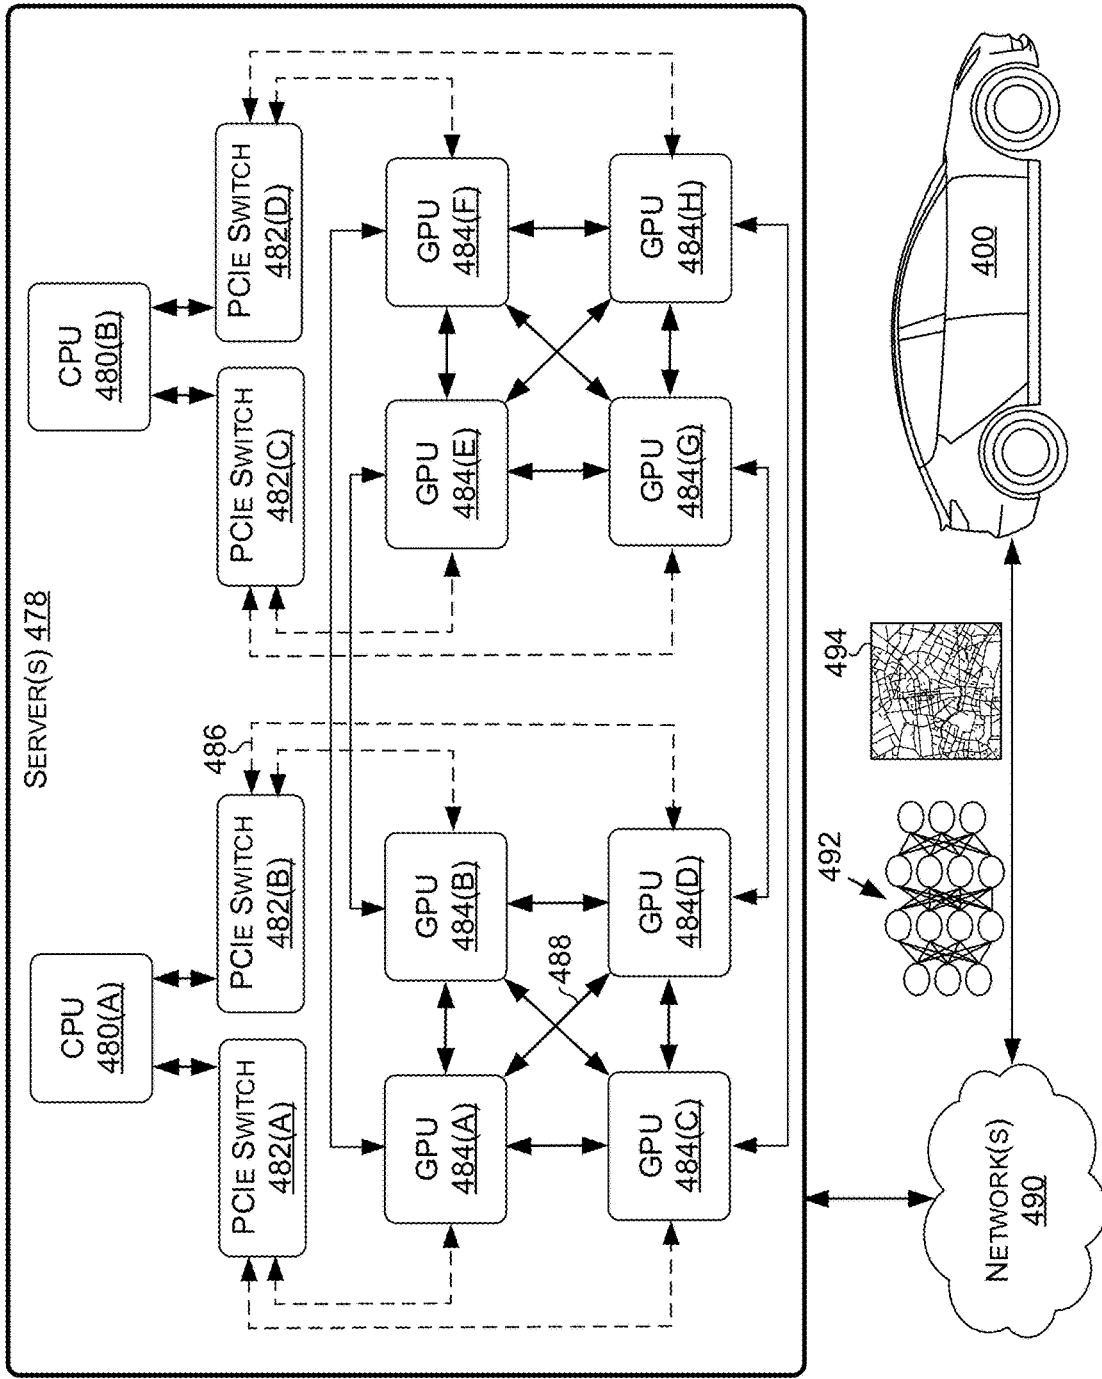 SERVER(S) 478
CPU
480(A)
CPU
480(B)
PCIE SWITCH
482(A)
PCIE SWITCH
482(B)
PCIE SWITCH
482(C)
PCIE SWITCH
482(D)
486
GPU
484(A)
GPU
484(B)
GPU
484(E)
GPU
484(F)
488
GPU
484(C)
GPU
484(D)
GPU
484(G)
GPU
484(H)
NETWORK(S)
490
492
494
400